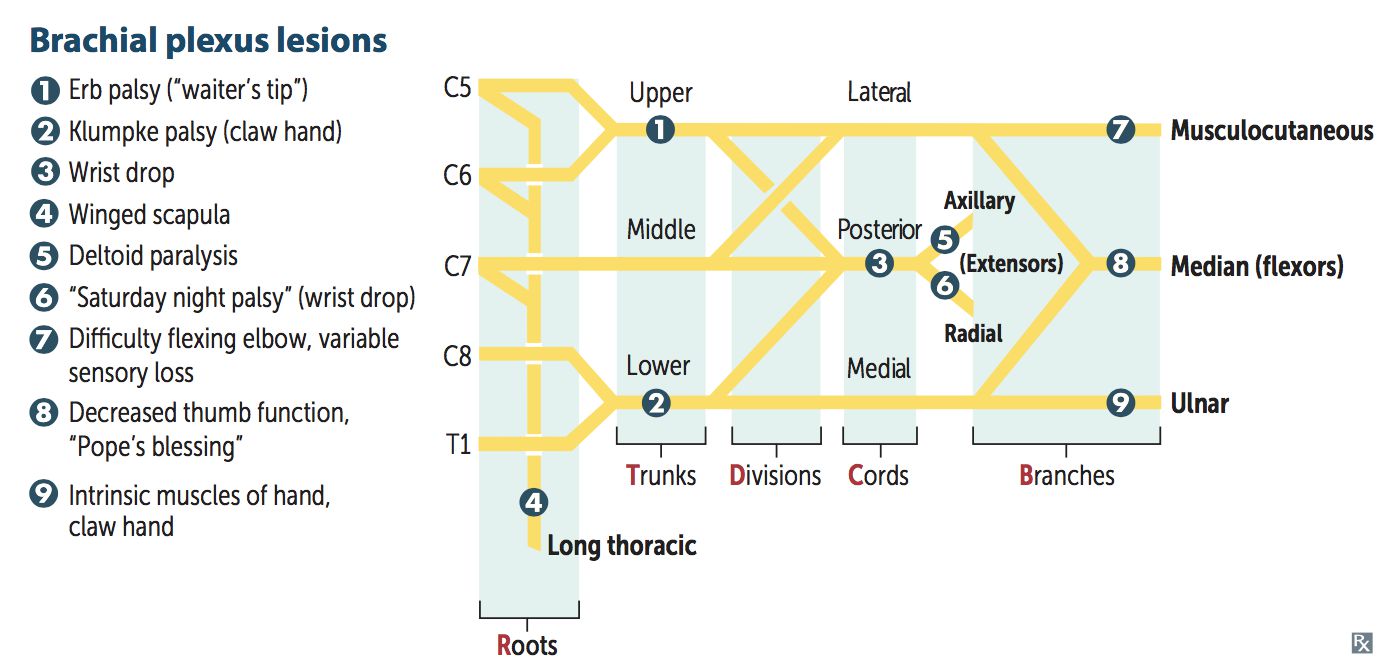 Brachial plexus lesions
1 Erb palsy (“waiter’s tip”)
2 Klumpke palsy (claw hand)
3 Wrist drop
4 Winged scapula
5 Deltoid paralysis
6 “Saturday night palsy” (wrist drop)
7 Difficulty flexing elbow, variable
sensory loss
8 Decreased thumb function,
“Pope’s blessing”
9 Intrinsic muscles of hand,
claw hand
C5
C6
C7
C8
T1
Upper
1
Middle
Lower
2
Lateral
Posterior
3
Medial
Axillary
5
(Extensors)
6
Radial
7 Musculocutaneous
8 Median (flexors)
9 Ulnar
4
Long thoracic
Roots
Trunks
Divisions
Cords
Branches
Rx